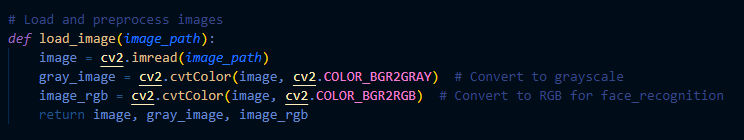 # Load and preprocess images
def load_image(image_path):
    image = cv2.imread(image_path)
    gray_image = cv2.cvtColor(image, cv2.COLOR_BGR2GRAY)  # Convert to grayscale
    image_rgb = cv2.cvtColor(image, cv2.COLOR_BGR2RGB)  # Convert to RGB for face_recognition
    return image, gray_image, image_rgb